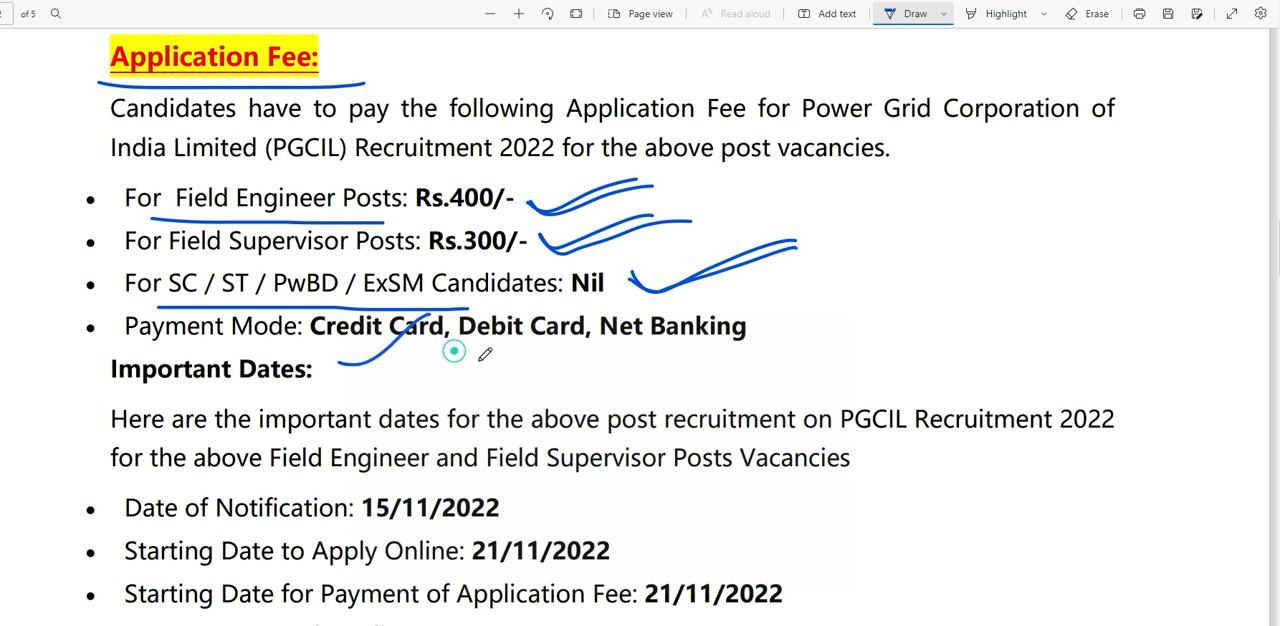 of 5 Page view Read aloud Add text Draw Highlight Erase
Application Fee:
Candidates have to pay the following Application Fee for Power Grid Corporation of
India Limited (PGCIL) Recruitment 2022 for the above post vacancies.
• For Field Engineer Posts: Rs.400/-
• For Field Supervisor Posts: Rs.300/-
• For SC / ST / PwBD / ExSM Candidates: Nil
• Payment Mode: Credit Card, Debit Card, Net Banking
Important Dates:
Here are the important dates for the above post recruitment on PGCIL Recruitment 2022
for the above Field Engineer and Field Supervisor Posts Vacancies
• Date of Notification: 15/11/2022
• Starting Date to Apply Online: 21/11/2022
• Starting Date for Payment of Application Fee: 21/11/2022